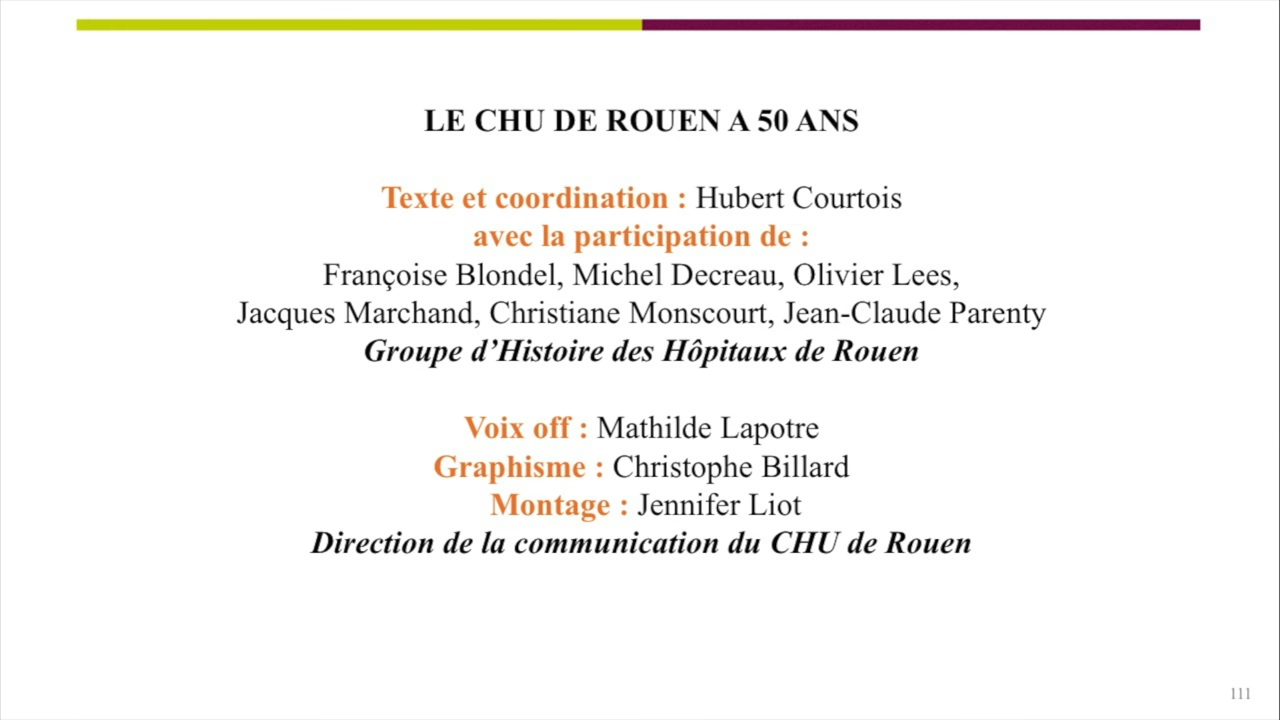 LE CHU DE ROUEN A 50 ANS
Texte et coordination : Hubert Courtois
avec la participation de :
Françoise Blondel, Michel Decreau, Olivier Lees,
Jacques Marchand, Christiane Monscourt, Jean-Claude Parenty
Groupe d’Histoire des Hôpitaux de Rouen
Voix off : Mathilde Lapotre
Graphisme : Christophe Billard
Montage : Jennifer Liot
Direction de la communication du CHU de Rouen
111